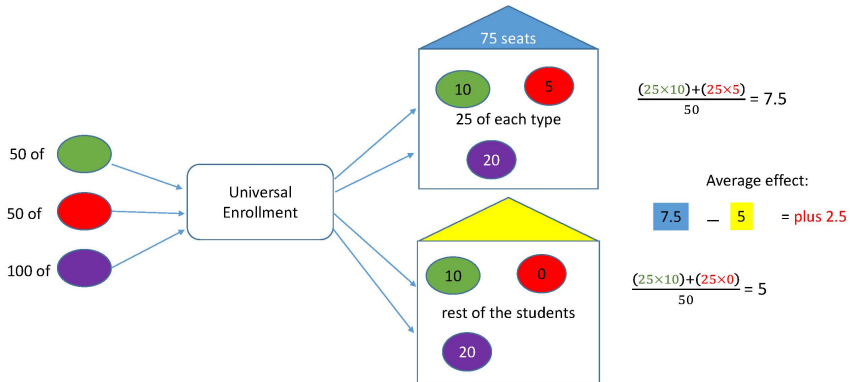 50 of
50 of
100 of
Universal
Enrollment
75 seats
10
5
25 of each type
20
10
0
rest of the students
20
(25×10)+(25×5)
50
= 7.5
Average effect:
7.5 – 5 = plus 2.5
(25×10)+(25×0)
50
= 5